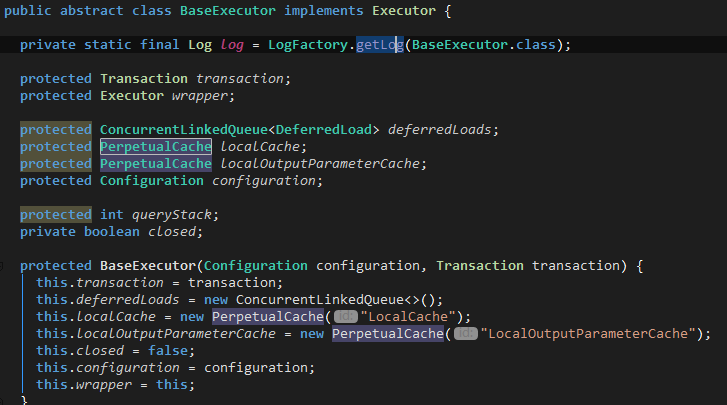 public abstract class BaseExecutor implements Executor {
private static final Log log = LogFactory.getLog(BaseExecutor.class);
protected Transaction transaction;
protected Executor wrapper;
protected ConcurrentLinkedQueue<DeferredLoad> deferredLoads;
protected PerpetualCache localCache;
protected PerpetualCache localOutputParameterCache;
protected Configuration configuration;
protected int queryStack;
private boolean closed;
protected BaseExecutor(Configuration configuration, Transaction transaction) {
this.transaction = transaction;
this.deferredLoads = new ConcurrentLinkedQueue<>();
this.localCache = new PerpetualCache( id: "LocalCache");
this.localOutputParameterCache = new PerpetualCache( id: "LocalOutputParameterCache");
this.closed = false;
this.configuration = configuration;
this.wrapper = this;
}